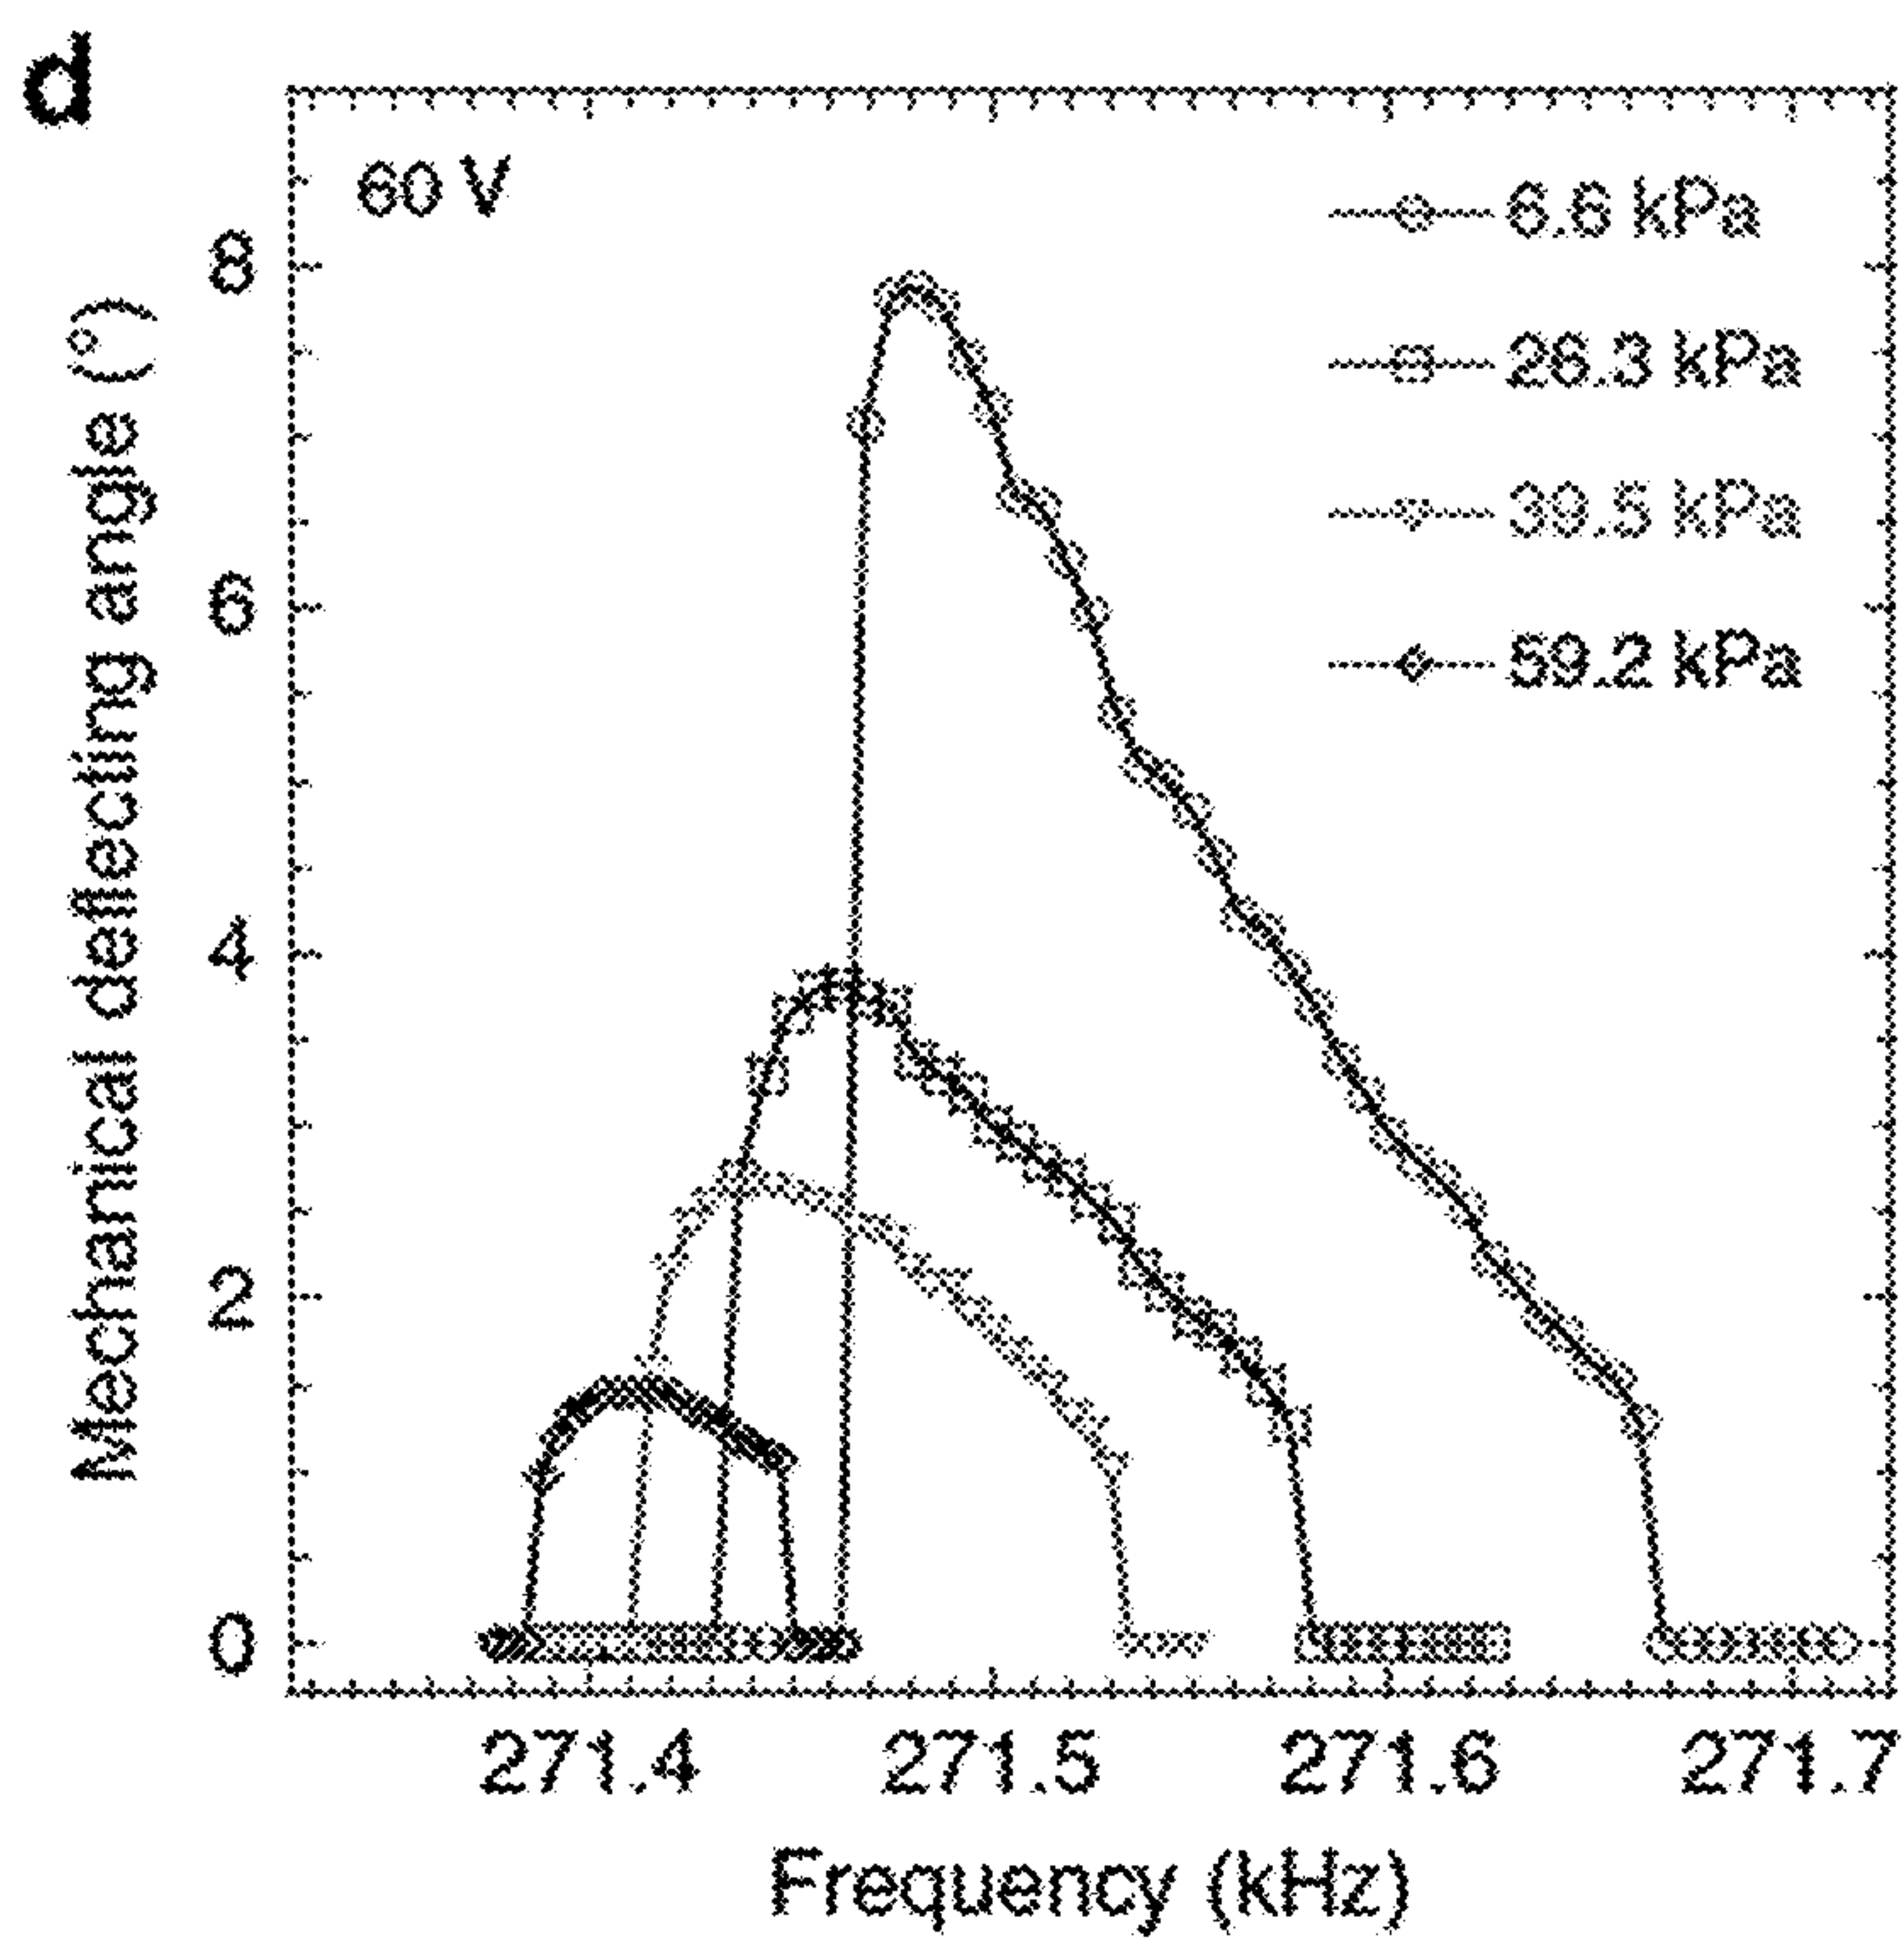 d
60 V
6.6 kPa
26.3 kPa
39.5 kPa
59.2 kPa
Mechanical deflecting angle (°)
8
6
4
2
0
271.4 271.5 271.6 271.7
Frequency (kHz)